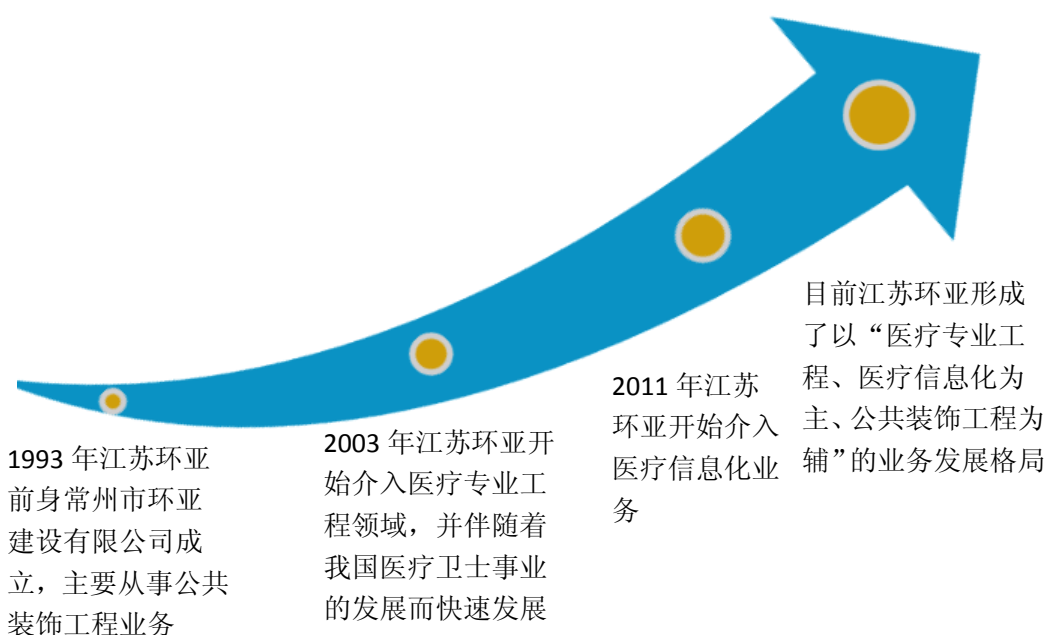 1993 年江苏环亚
前身常州市环亚
建设有限公司成
立，主要从事公共
装饰工程业务
2003 年江苏环亚开
始介入医疗专业工
程领域，并伴随着
我国医疗卫士事业
的发展而快速发展
2011 年江苏
环亚开始介入
医疗信息化业
务
目前江苏环亚形成
了以“医疗专业工
程、医疗信息化为
主、公共装饰工程为
辅”的业务发展格局